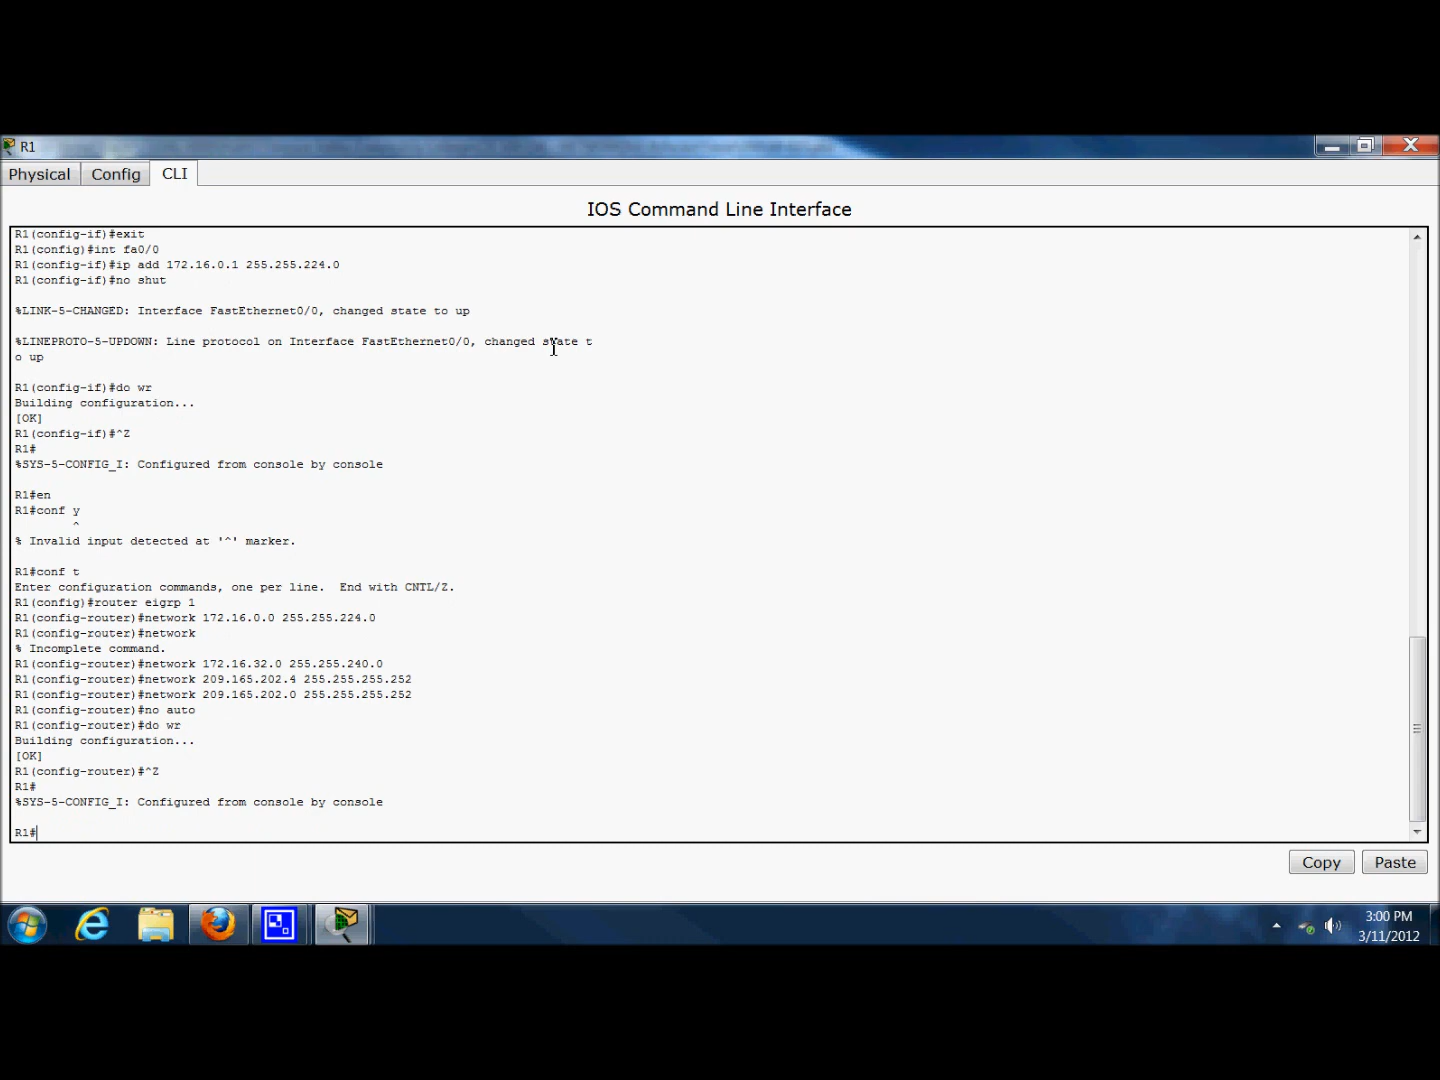 R1
Physical Config CLI
IOS Command Line Interface
R1(config-if)#exit
R1(config)#int fa0/0
R1(config-if)#ip add 172.16.0.1 255.255.224.0
R1(config-if)#no shut
%LINK-5-CHANGED: Interface FastEthernet0/0, changed state to up
%LINEPROTO-5-UPDOWN: Line protocol on Interface FastEthernet0/0, changed state t
o up
R1(config-if)#do wr
Building configuration...
[OK]
R1(config-if)#^Z
R1#
%SYS-5-CONFIG_I: Configured from console by console
R1#en
R1#conf y
^
% Invalid input detected at '^' marker.
R1#conf t
Enter configuration commands, one per line.  End with CNTL/Z.
R1(config)#router eigrp 1
R1(config-router)#network 172.16.0.0 255.255.224.0
R1(config-router)#network
% Incomplete command.
R1(config-router)#network 172.16.32.0 255.255.240.0
R1(config-router)#network 209.165.202.4 255.255.255.252
R1(config-router)#network 209.165.202.0 255.255.255.252
R1(config-router)#no auto
R1(config-router)#do wr
Building configuration...
[OK]
R1(config-router)#^Z
R1#
%SYS-5-CONFIG_I: Configured from console by console
R1#
Copy Paste
3:00 PM
3/11/2012